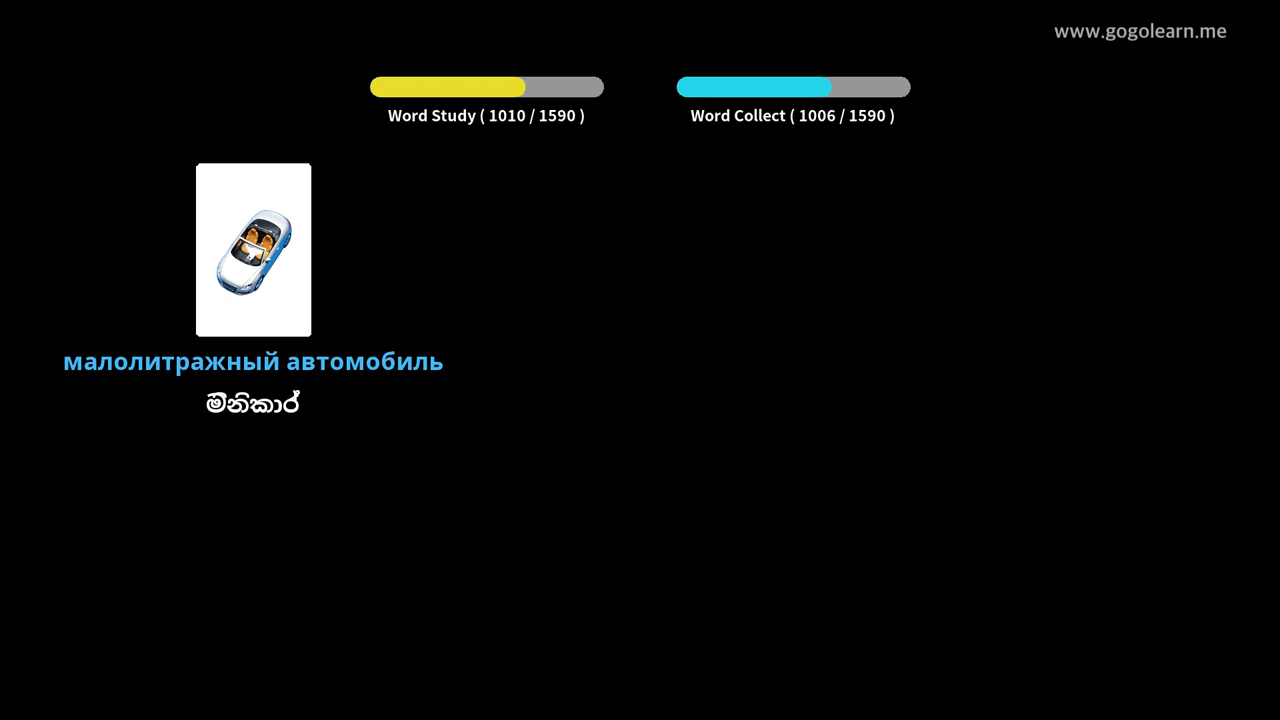 www.gogolearn.me
Word Study ( 1010 / 1590 )
Word Collect ( 1006 / 1590 )
малолитражный автомобиль
මිනිකාර්